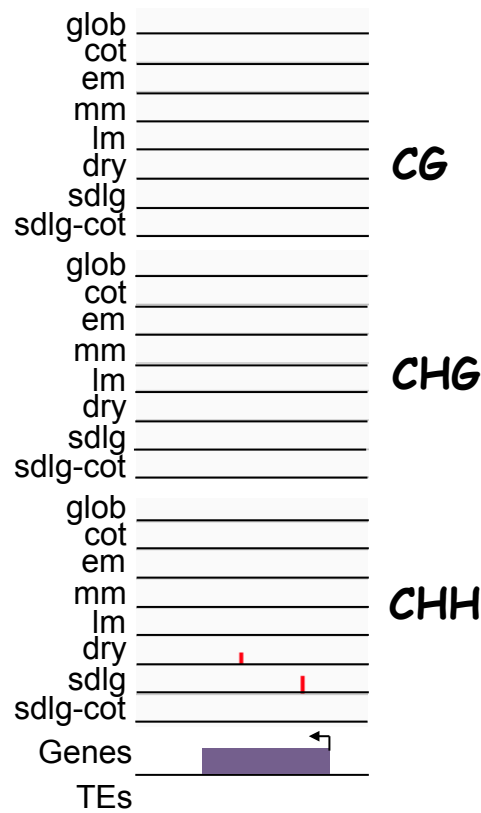 glob
cot
em
mm
lm
dry
sdlg
sdlg-cot
CG
glob
cot
em
mm
lm
dry
sdlg
sdlg-cot
CHG
glob
cot
em
mm
lm
dry
sdlg
sdlg-cot
CHH
Genes
TEs